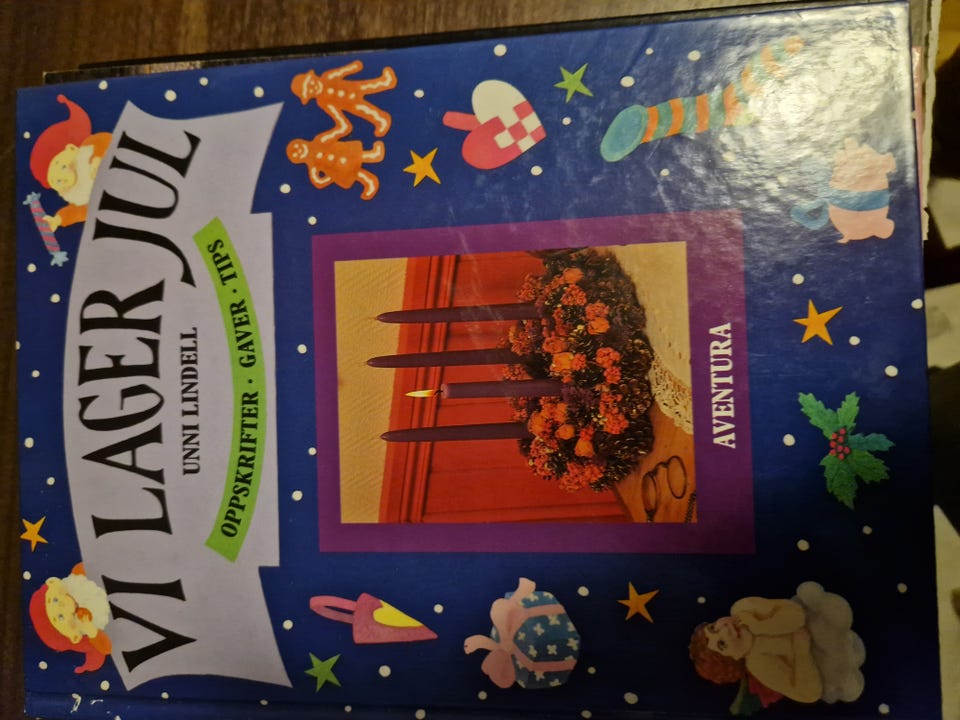 VI LAGER JUL
UNNI LINDELL
OPPSKRIFTER · GAVER · TIPS
AVENTURA